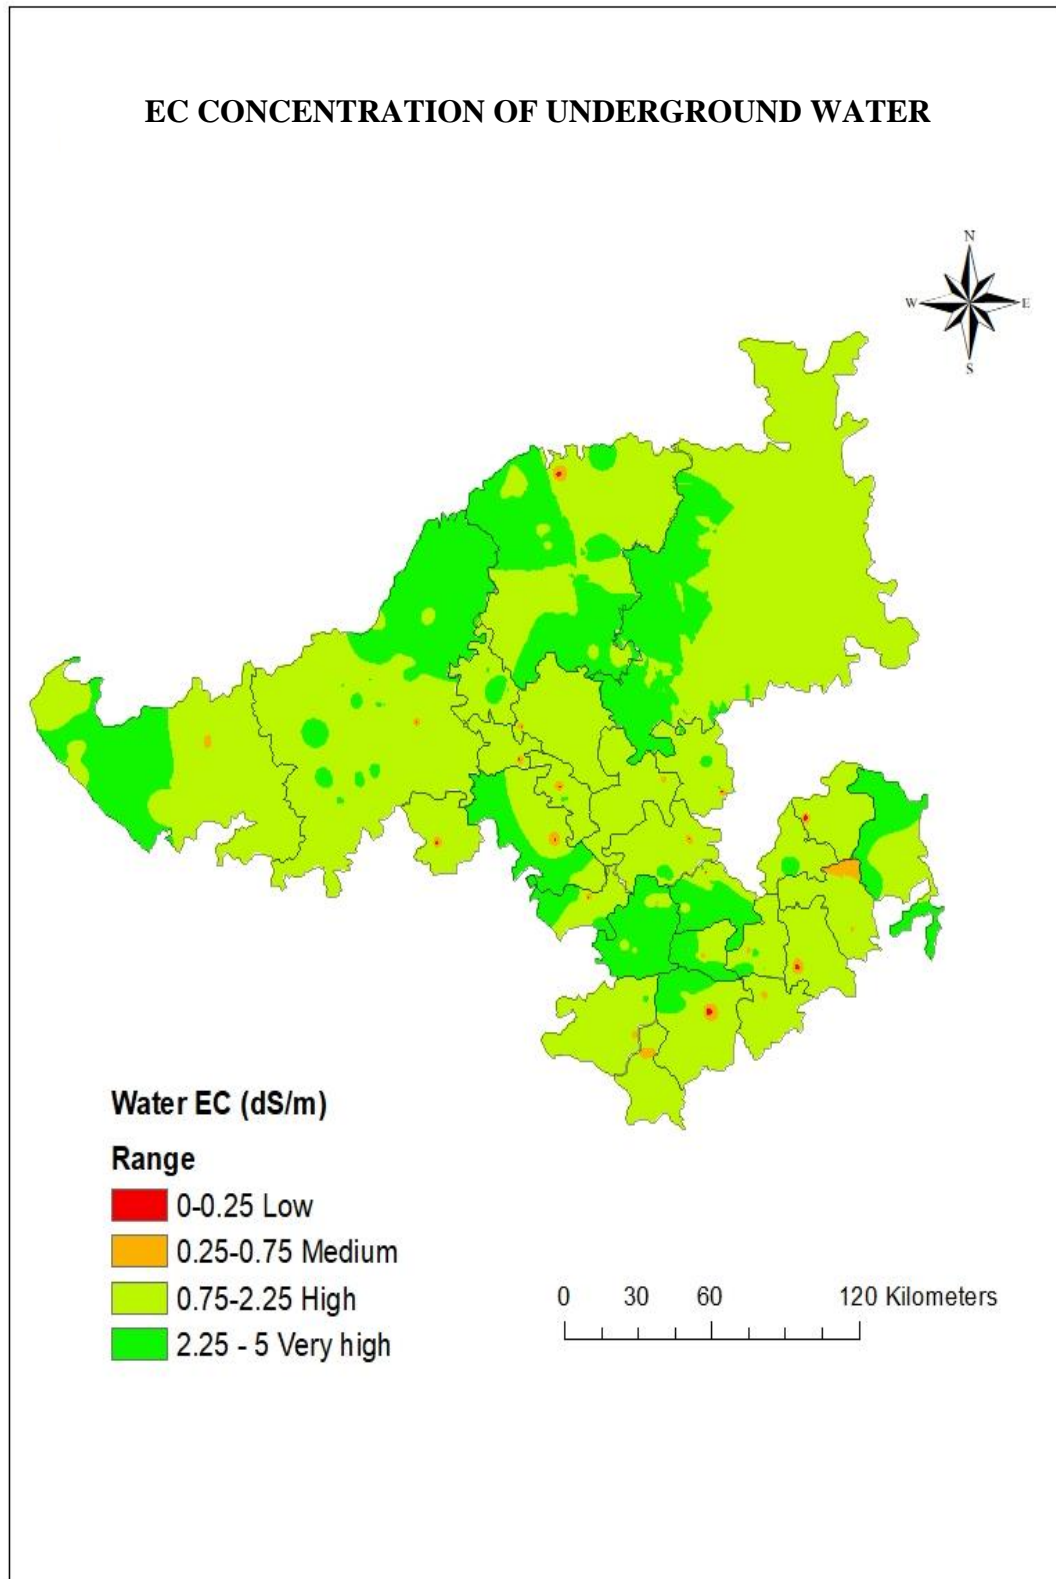 EC CONCENTRATION OF UNDERGROUND WATER
N
W E
S
Water EC (dS/m)
Range
0-0.25 Low
0.25-0.75 Medium
0.75-2.25 High
2.25 - 5 Very high
0 30 60 120 Kilometers